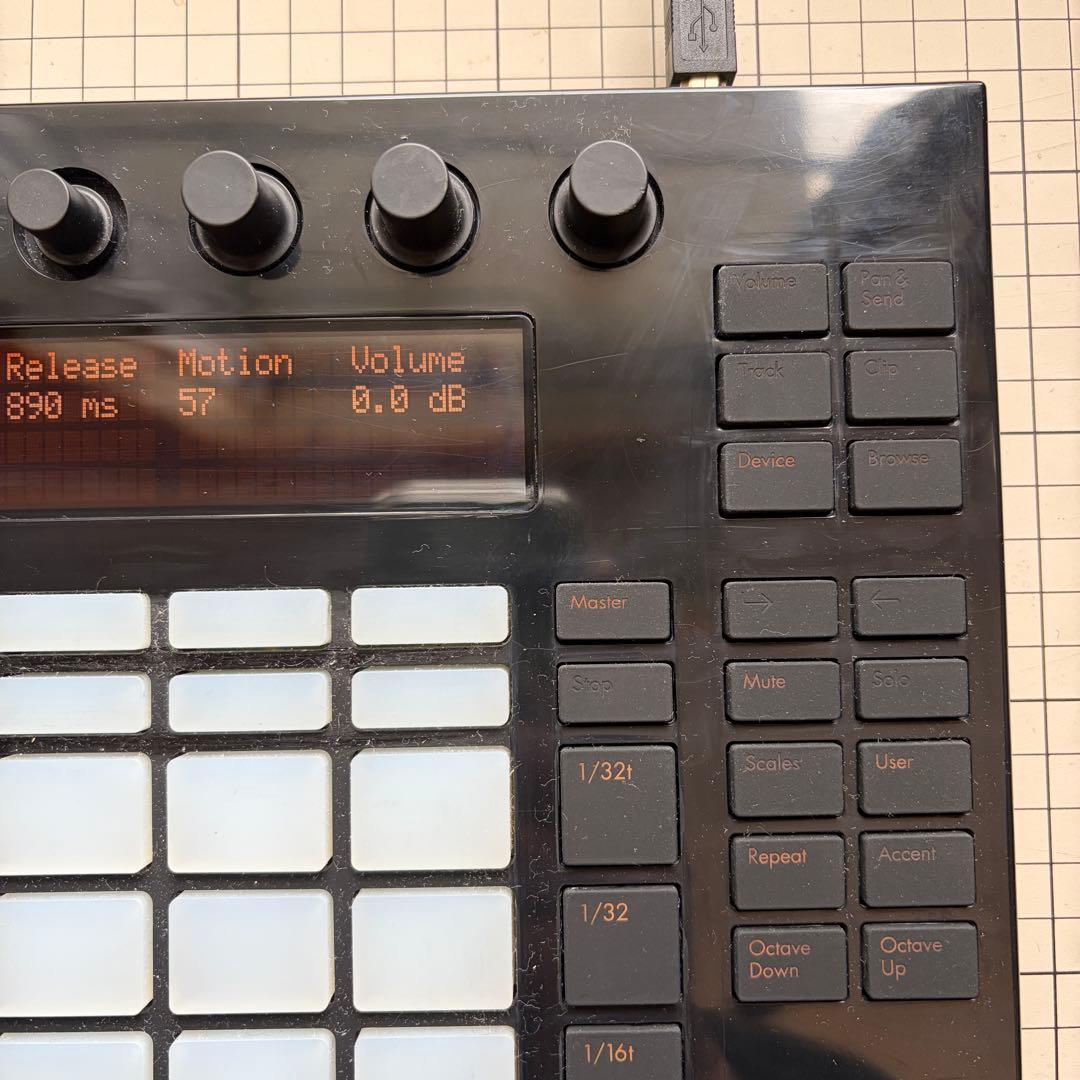 Release Motion Volume
890 ms 57 0.0 dB
Volume
Pan &
Send
Track
Clip
Device
Browse
Master
→
←
Stop
Mute
Solo
1/32t
Scales
User
Repeat
Accent
1/32
Octave
Down
Octave
Up
1/16t